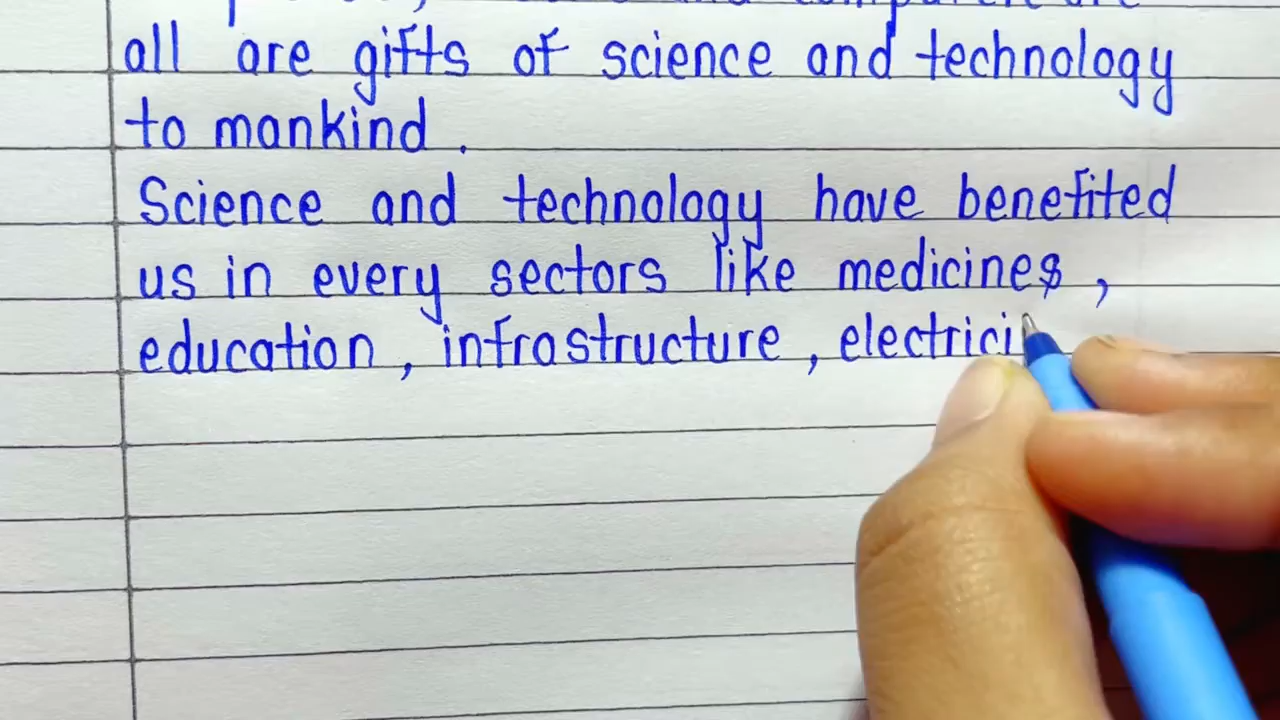 all are gifts of science and technology
to mankind .
Science and technology have benefited
us in every sectors like medicines ,
education , infrastructure , electrici